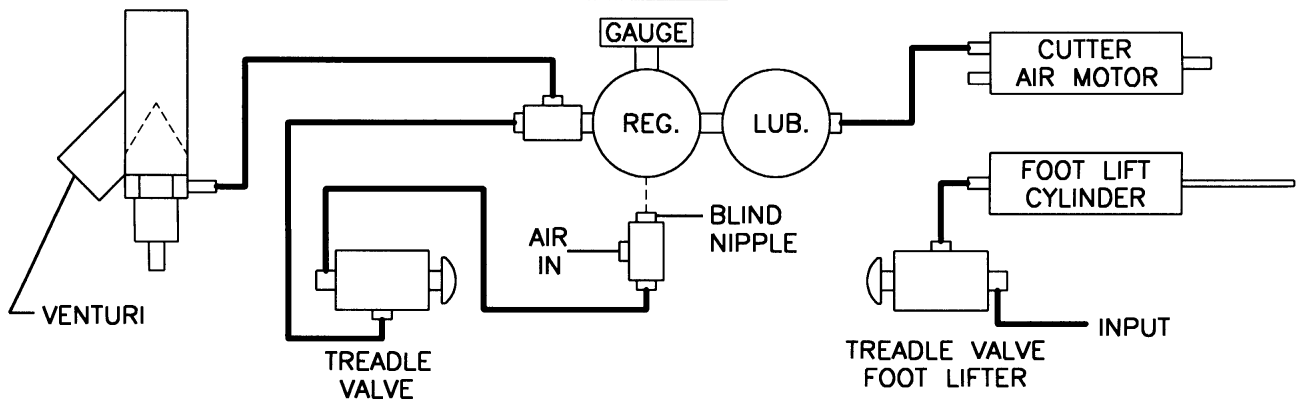 GAUGE
CUTTER
AIR MOTOR
REG.
LUB.
FOOT LIFT
CYLINDER
BLIND
NIPPLE
AIR
IN
VENTURI
INPUT
TREADLE
VALVE
TREADLE VALVE
FOOT LIFTER